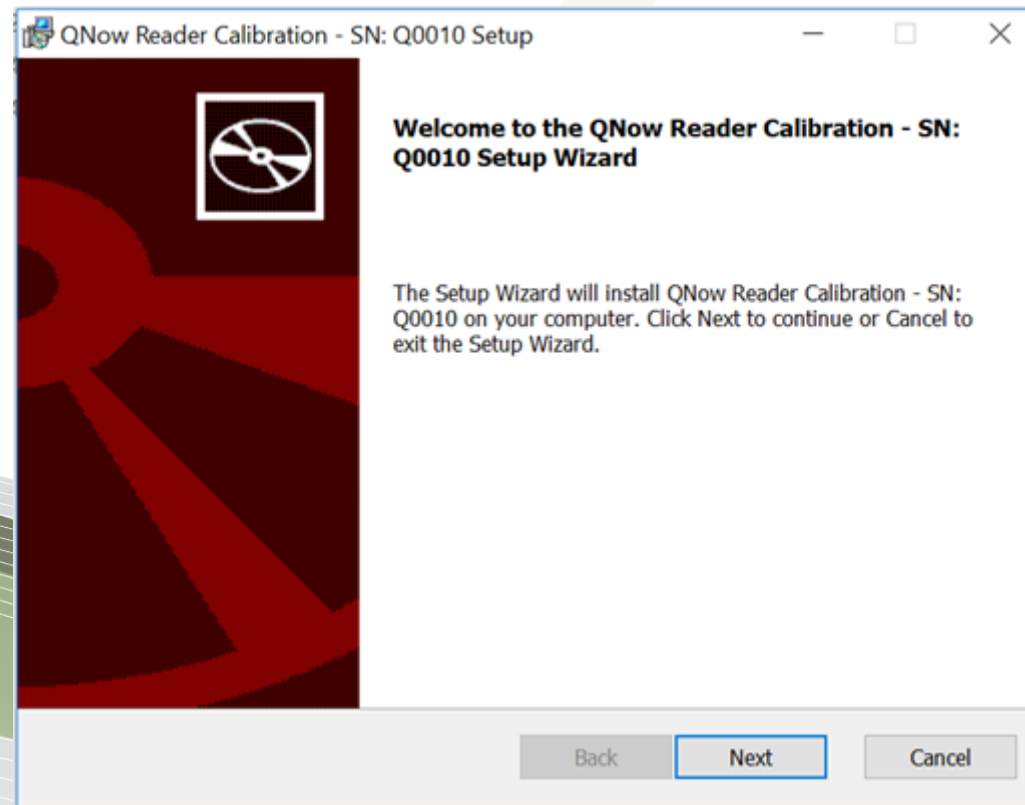 QNow Reader Calibration - SN: Q0010 Setup
Welcome to the QNow Reader Calibration - SN:
Q0010 Setup Wizard
The Setup Wizard will install QNow Reader Calibration - SN:
Q0010 on your computer. Click Next to continue or Cancel to
exit the Setup Wizard.
Back
Next
Cancel